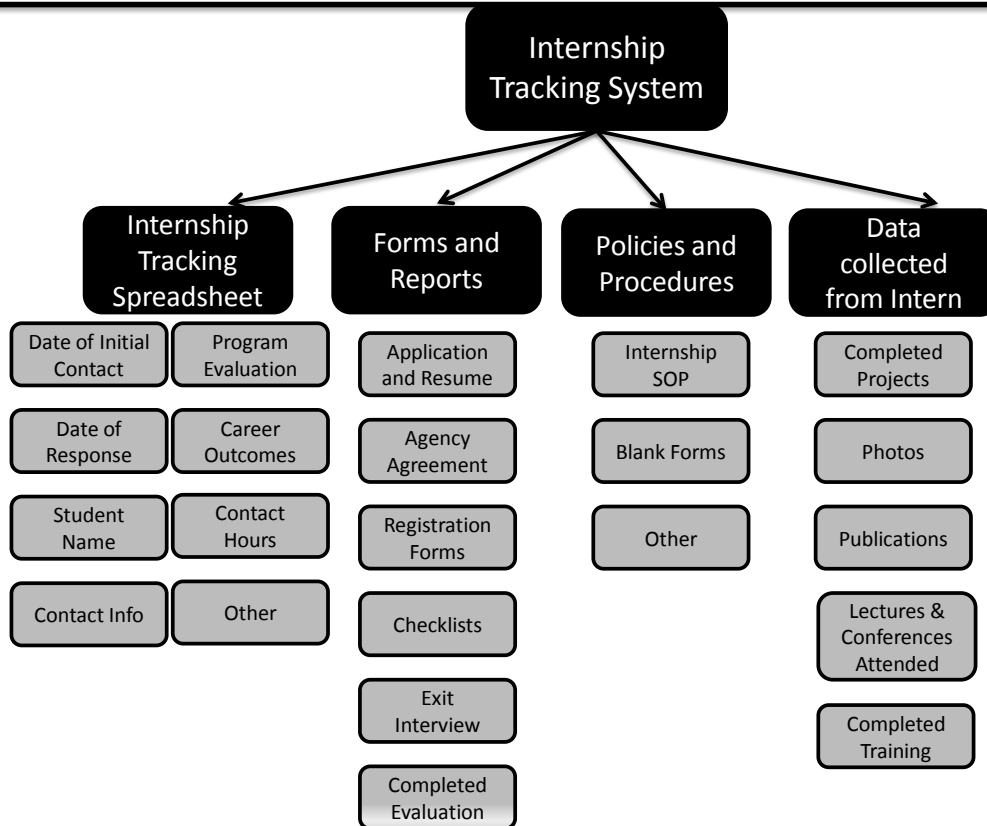 Internship
Tracking System
Internship
Tracking
Spreadsheet
Date of Initial
Contact
Date of
Response
Student
Name
Contact Info
Program
Evaluation
Career
Outcomes
Contact
Hours
Other
Forms and
Reports
Application
and Resume
Agency
Agreement
Registration
Forms
Checklists
Exit
Interview
Completed
Evaluation
Policies and
Procedures
Internship
SOP
Blank Forms
Other
Data
collected
from Intern
Completed
Projects
Photos
Publications
Lectures &
Conferences
Attended
Completed
Training